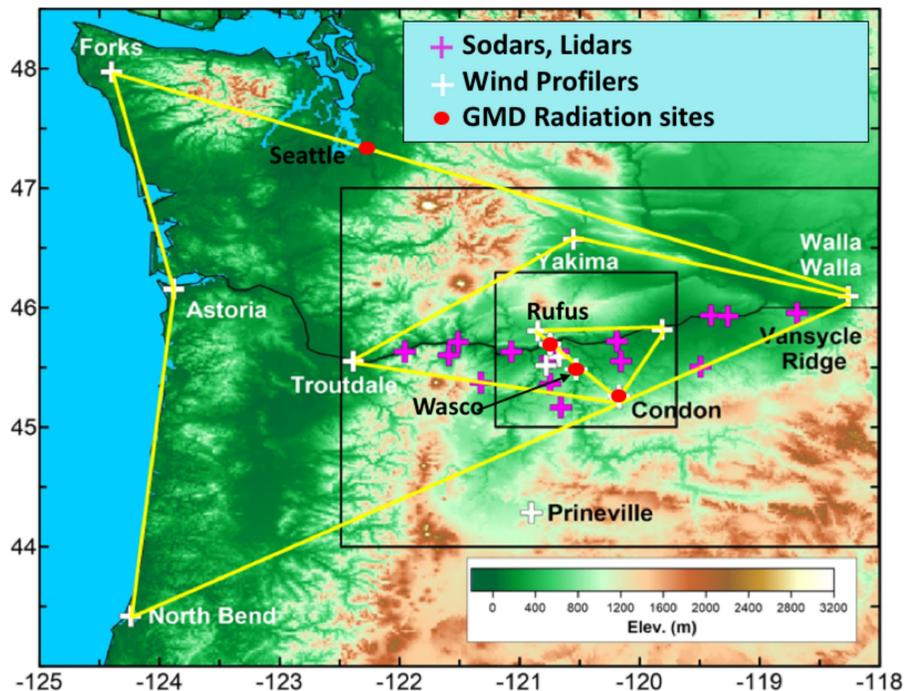 Sodars, Lidars
Wind Profilers
GMD Radiation sites
Forks
Seattle
Yakima
Walla
Walla
Astoria
Rufus
Vansycle
Ridge
Troutdale
Wasco
Condon
Prineville
North Bend
48
47
46
45
44
0 400 800 1200 1600 2000 2400 2800 3200
Elev. (m)
-125 -124 -123 -122 -121 -120 -119 -118